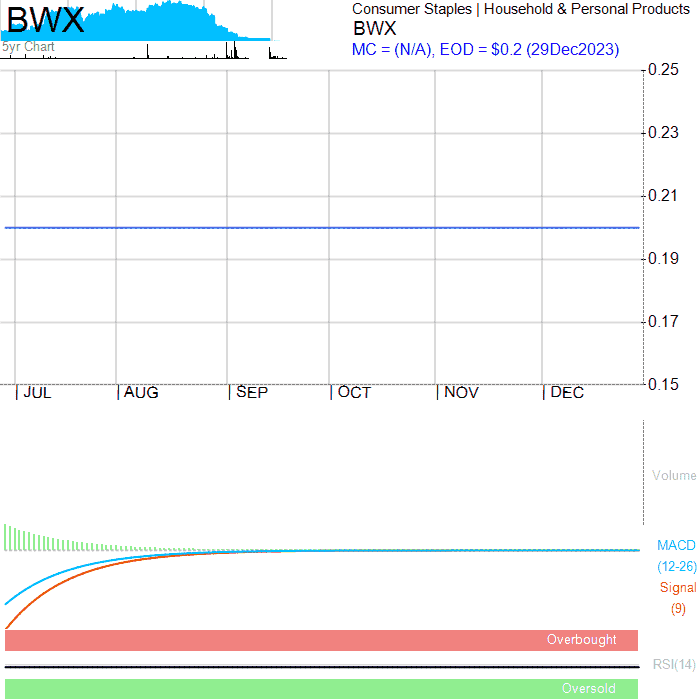 BWX
5yr Chart
Consumer Staples | Household & Personal Products
BWX
MC = (N/A), EOD = $0.2 (29Dec2023)
0.25
0.23
0.21
0.19
0.17
0.15
JUL AUG SEP OCT NOV DEC
Volume
MACD
(12-26)
Signal
(9)
Overbought
RSI(14)
Oversold